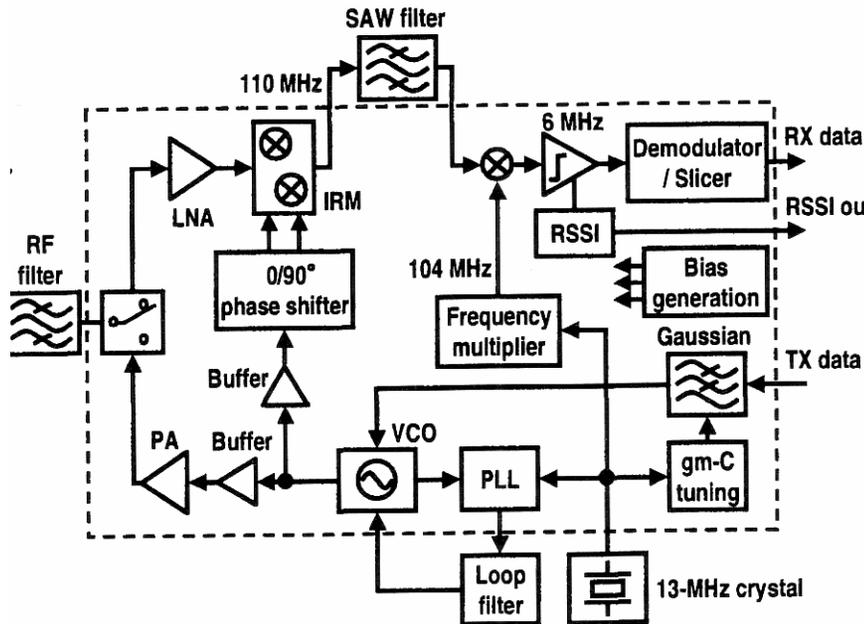 SAW filter
110 MHz
6 MHz
LNA
IRM
Demodulator
/ Slicer
RX data
RSSI
RSSI ou
RF
filter
0/90°
phase shifter
104 MHz
Bias
generation
Frequency
multiplier
Gaussian
TX data
Buffer
PA
Buffer
VCO
PLL
gm-C
tuning
Loop
filter
13-MHz crystal